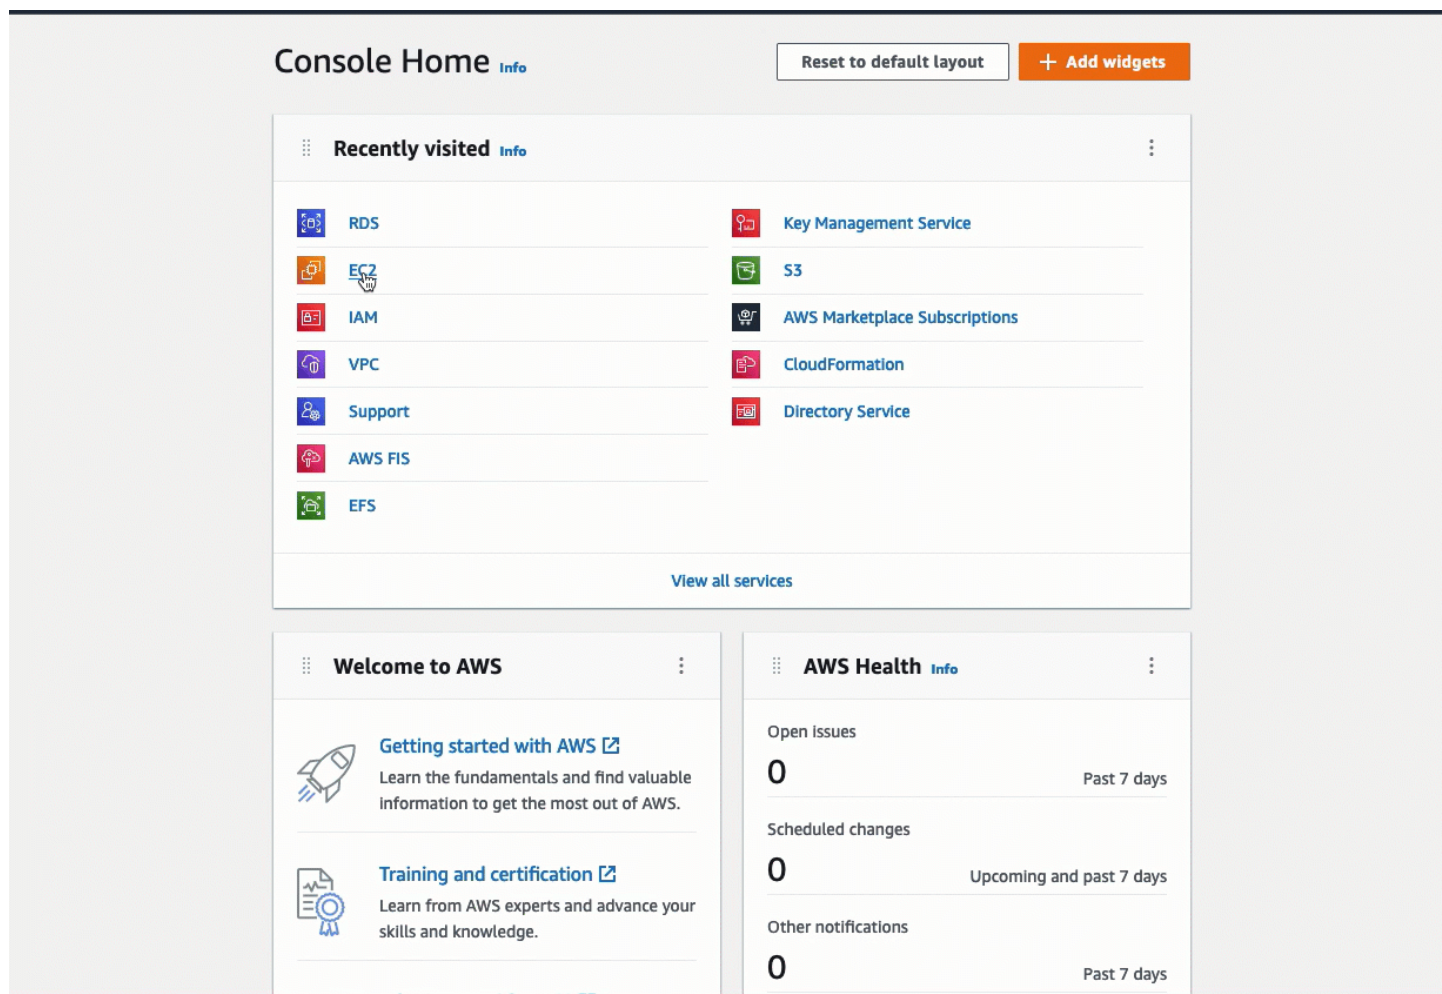 Console Home Info
Reset to default layout
+ Add widgets
Recently visited Info
RDS
EC2
IAM
VPC
Support
AWS FIS
EFS
Key Management Service
S3
AWS Marketplace Subscriptions
CloudFormation
Directory Service
View all services
Welcome to AWS
Getting started with AWS
Learn the fundamentals and find valuable
information to get the most out of AWS.
Training and certification
Learn from AWS experts and advance your
skills and knowledge.
AWS Health Info
Open issues
0
Past 7 days
Scheduled changes
0
Upcoming and past 7 days
Other notifications
0
Past 7 days